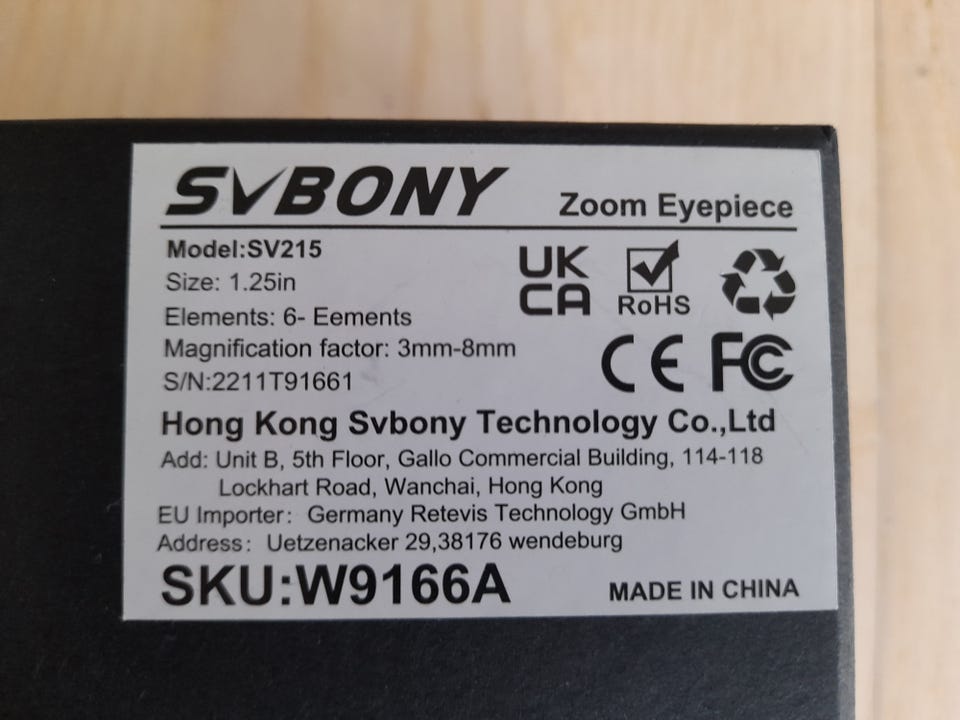 SVBONY Zoom Eyepiece
Model:SV215
Size: 1.25in
Elements: 6- Eements
Magnification factor: 3mm-8mm
S/N:2211T91661
UK
CA
RoHS
CE FC
Hong Kong Svbony Technology Co.,Ltd
Add: Unit B, 5th Floor, Gallo Commercial Building, 114-118
Lockhart Road, Wanchai, Hong Kong
EU Importer: Germany Retevis Technology GmbH
Address: Uetzenacker 29,38176 wendeburg
SKU:W9166A MADE IN CHINA